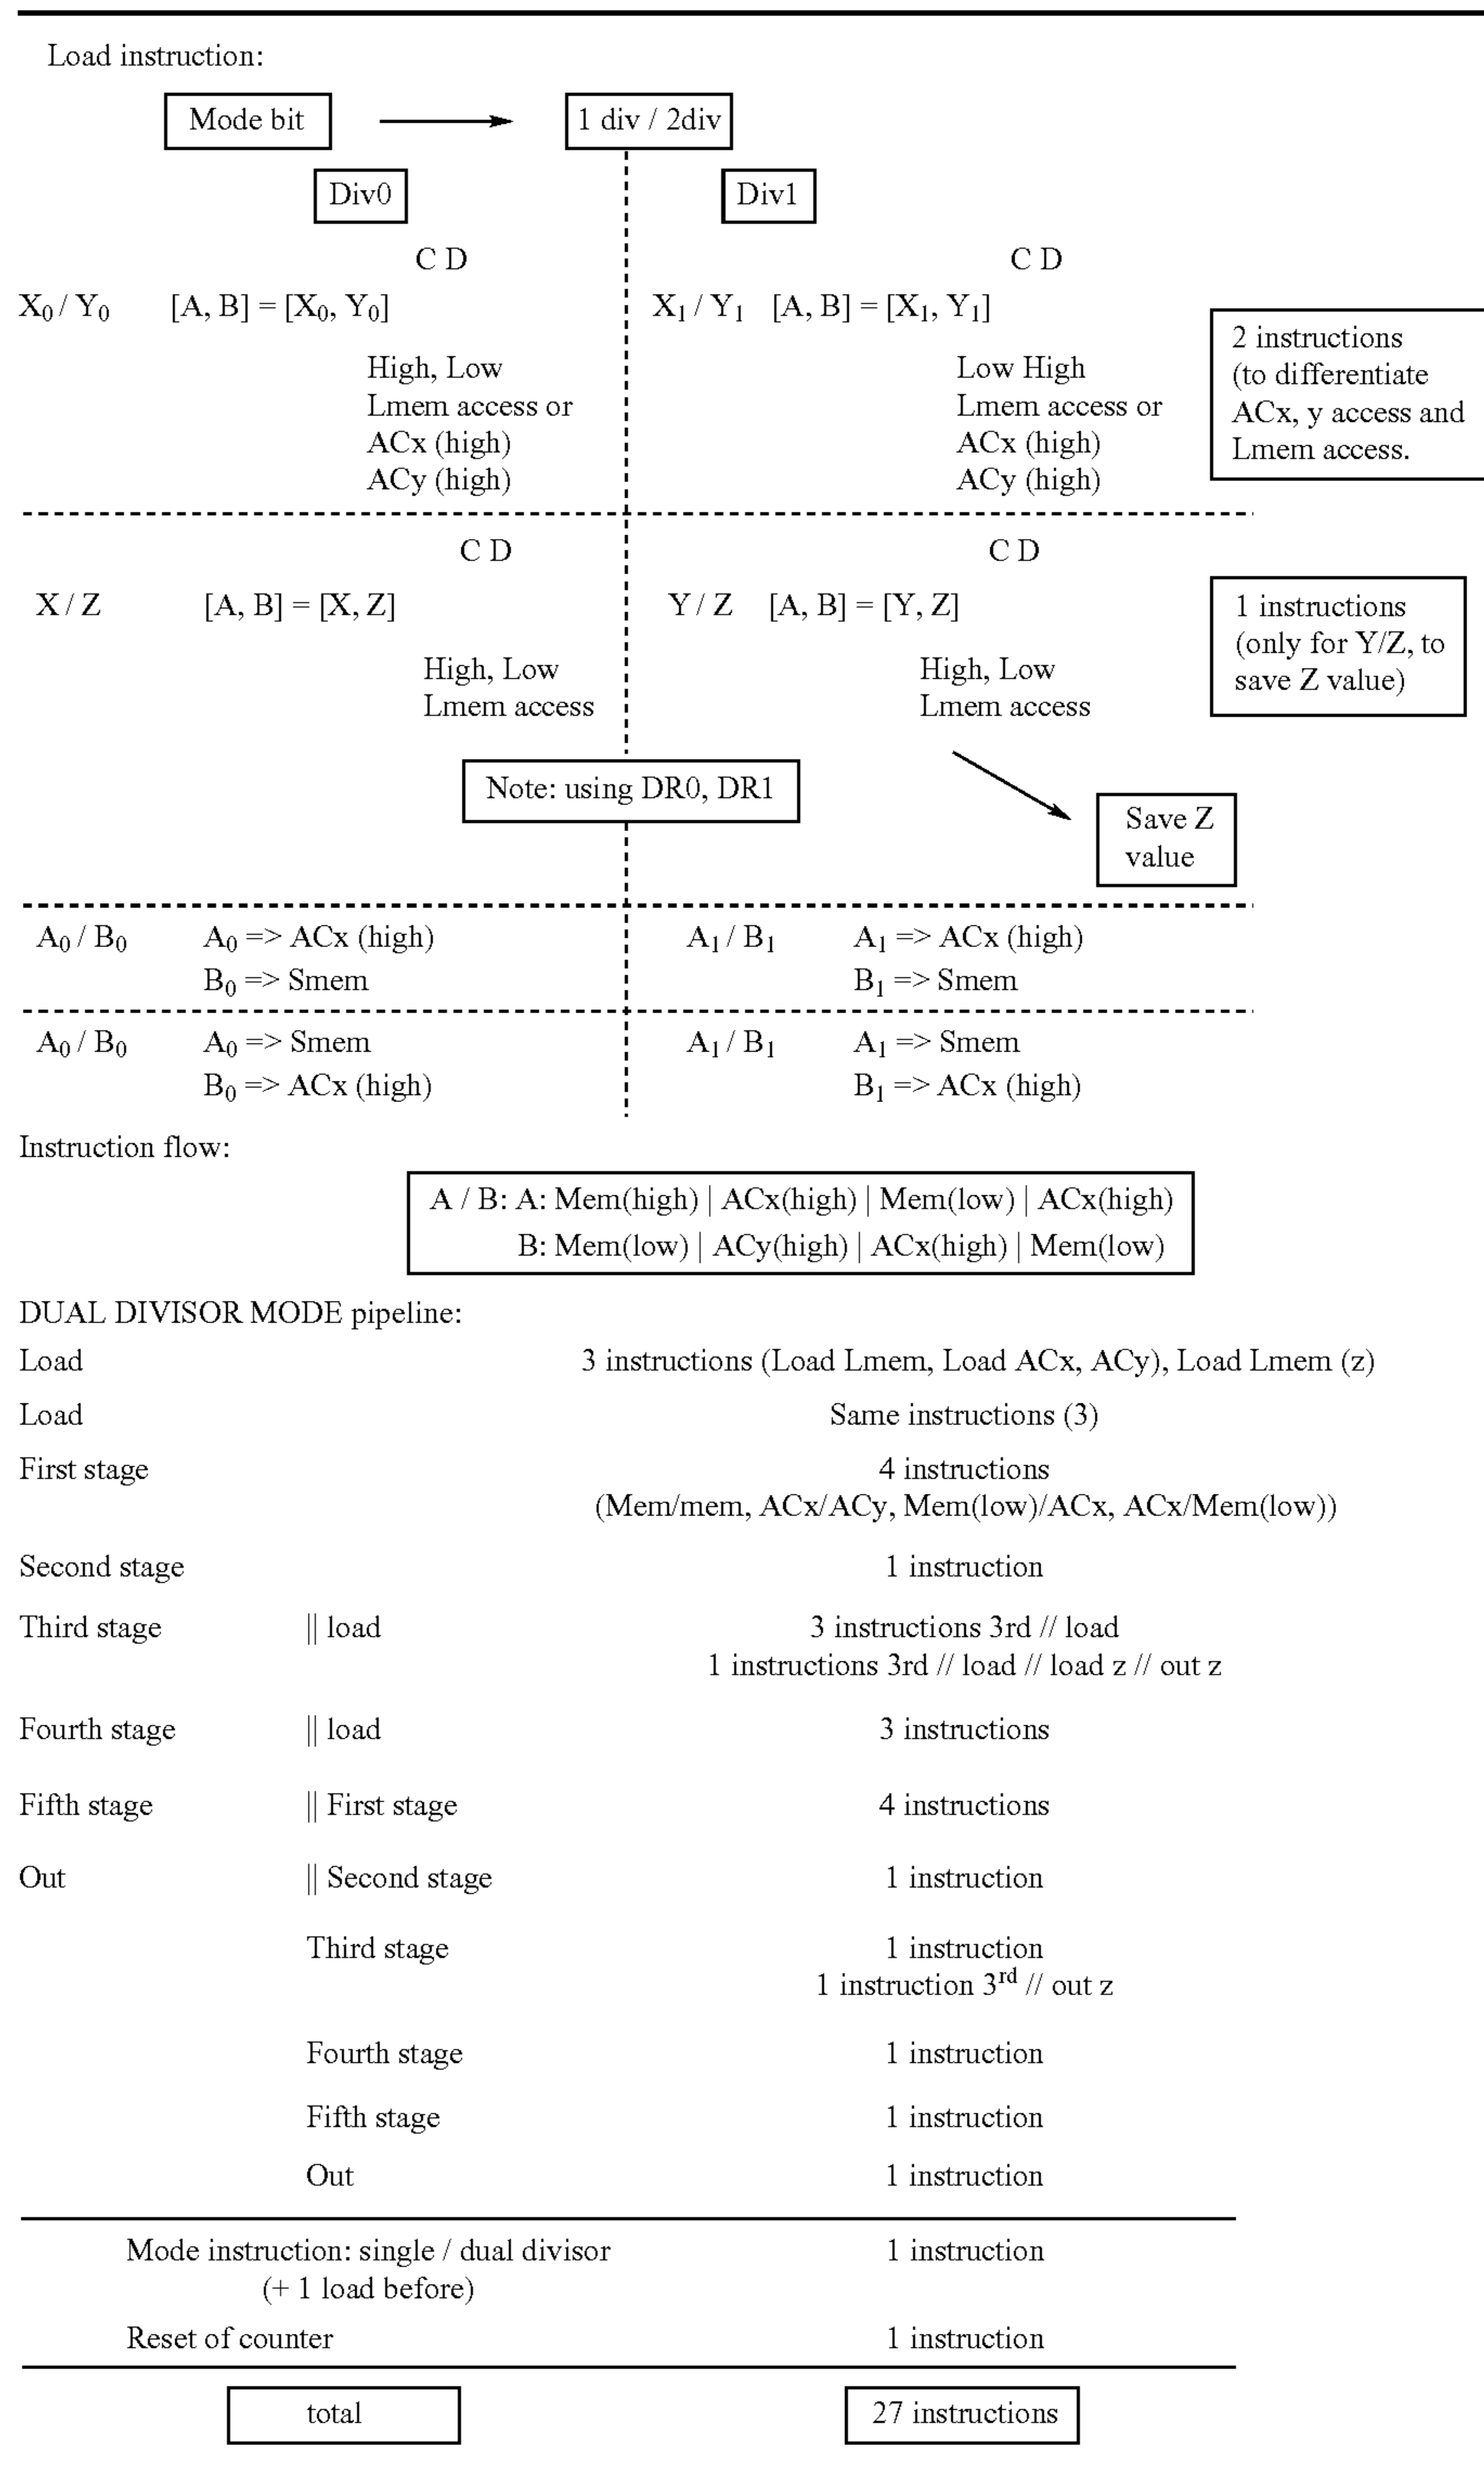 Load instruction:
Mode bit
1 div / 2div
Div0
Div1
C D
C D
X₀ / Y₀ [A, B] = [X₀, Y₀]
X₁ / Y₁ [A, B] = [X₁, Y₁]
High, Low
Lmem access or
ACx (high)
ACy (high)
Low High
Lmem access or
ACx (high)
ACy (high)
2 instructions
(to differentiate
ACx, y access and
Lmem access.
C D
C D
X / Z [A, B] = [X, Z]
Y / Z [A, B] = [Y, Z]
High, Low
Lmem access
High, Low
Lmem access
1 instructions
(only for Y/Z, to
save Z value)
Note: using DR0, DR1
Save Z
value
A₀ / B₀ A₀ => ACx (high)
B₀ => Smem
A₁ / B₁ A₁ => ACx (high)
B₁ => Smem
A₀ / B₀ A₀ => Smem
B₀ => ACx (high)
A₁ / B₁ A₁ => Smem
B₁ => ACx (high)
Instruction flow:
A / B: A: Mem(high) | ACx(high) | Mem(low) | ACx(high)
B: Mem(low) | ACy(high) | ACx(high) | Mem(low)
DUAL DIVISOR MODE pipeline:
Load 3 instructions (Load Lmem, Load ACx, ACy), Load Lmem (z)
Load Same instructions (3)
First stage 4 instructions
(Mem/mem, ACx/ACy, Mem(low)/ACx, ACx/Mem(low))
Second stage 1 instruction
Third stage || load 3 instructions 3rd // load
1 instructions 3rd // load // load z // out z
Fourth stage || load 3 instructions
Fifth stage || First stage 4 instructions
Out || Second stage 1 instruction
Third stage 1 instruction
1 instruction 3ʳᵈ // out z
Fourth stage 1 instruction
Fifth stage 1 instruction
Out 1 instruction
Mode instruction: single / dual divisor 1 instruction
(+ 1 load before)
Reset of counter 1 instruction
total 27 instructions